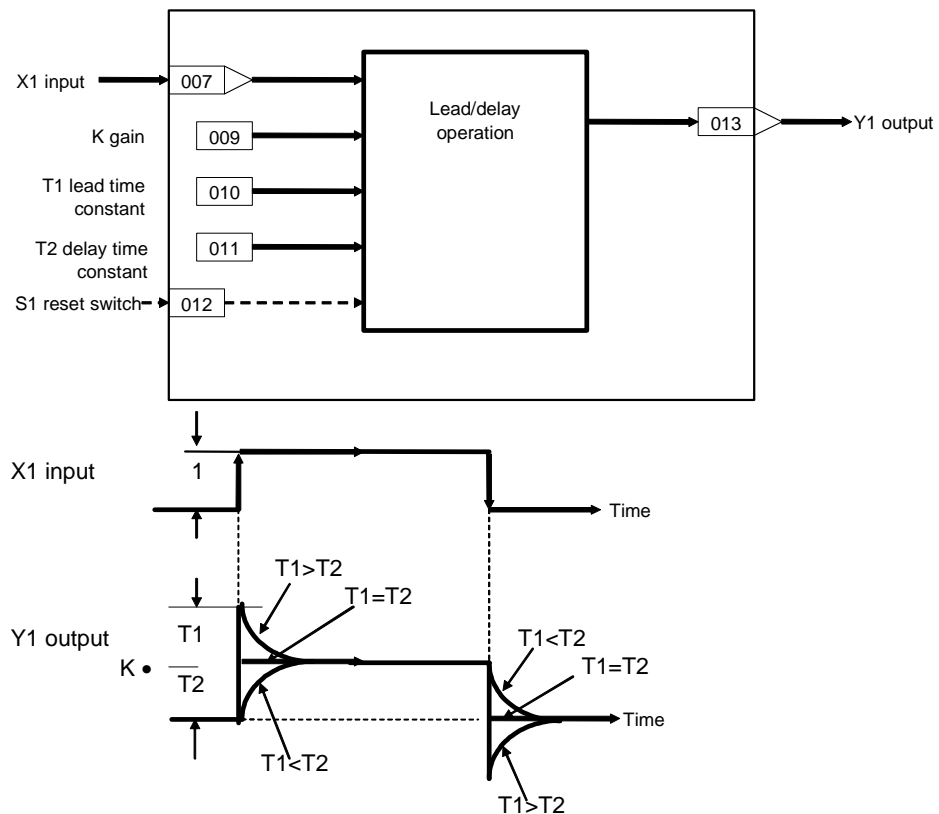 X1 input
007
Lead/delay
operation
013
Y1 output
K gain
009
T1 lead time
constant
010
T2 delay time
constant
011
S1 reset switch
012
X1 input
1
Time
T1>T2
T1=T2
Y1 output
T1
K •
T2
T1<T2
T1<T2
T1=T2
Time
T1>T2